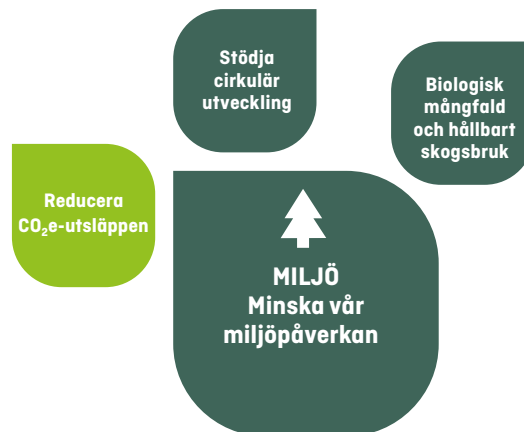 Stödja
cirkulär
utveckling
Biologisk
mångfald
och hållbart
skogsbruk
Reducera
CO₂e-utsläppen
MILJÖ
Minska vår
miljöpåverkan